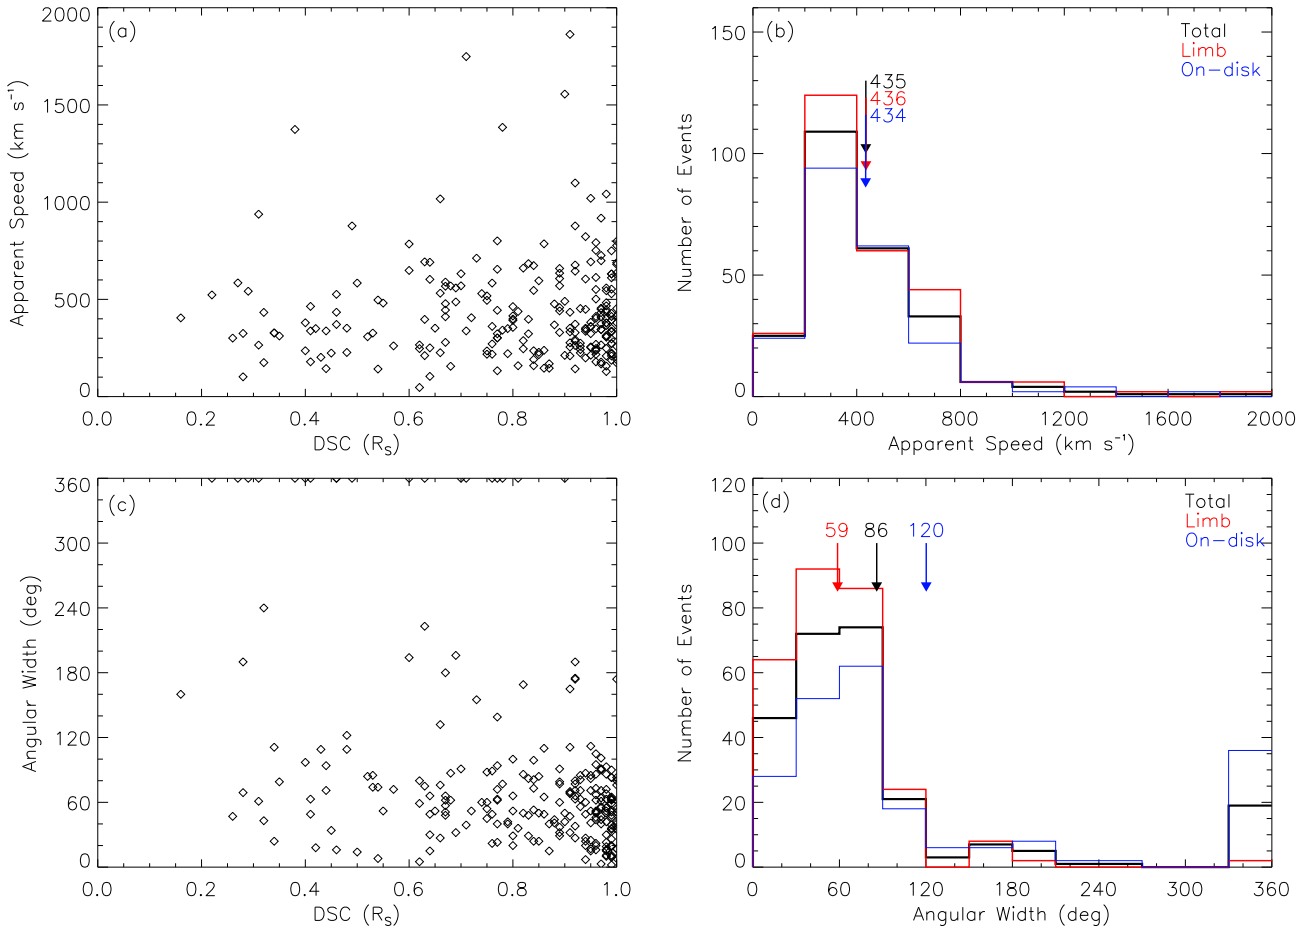 2000
1500
1000
500
0
Apparent Speed (km s⁻¹)
(a)
0.0 0.2 0.4 0.6 0.8 1.0
DSC (R_S)
150
100
50
0
Number of Events
(b)
Total
Limb
On-disk
435
436
434
0 400 800 1200 1600 2000
Apparent Speed (km s⁻¹)
360
300
240
180
120
60
0
Angular Width (deg)
(c)
0.0 0.2 0.4 0.6 0.8 1.0
DSC (R_S)
120
100
80
60
40
20
0
Number of Events
(d)
Total
Limb
On-disk
59 86 120
0 60 120 180 240 300 360
Angular Width (deg)